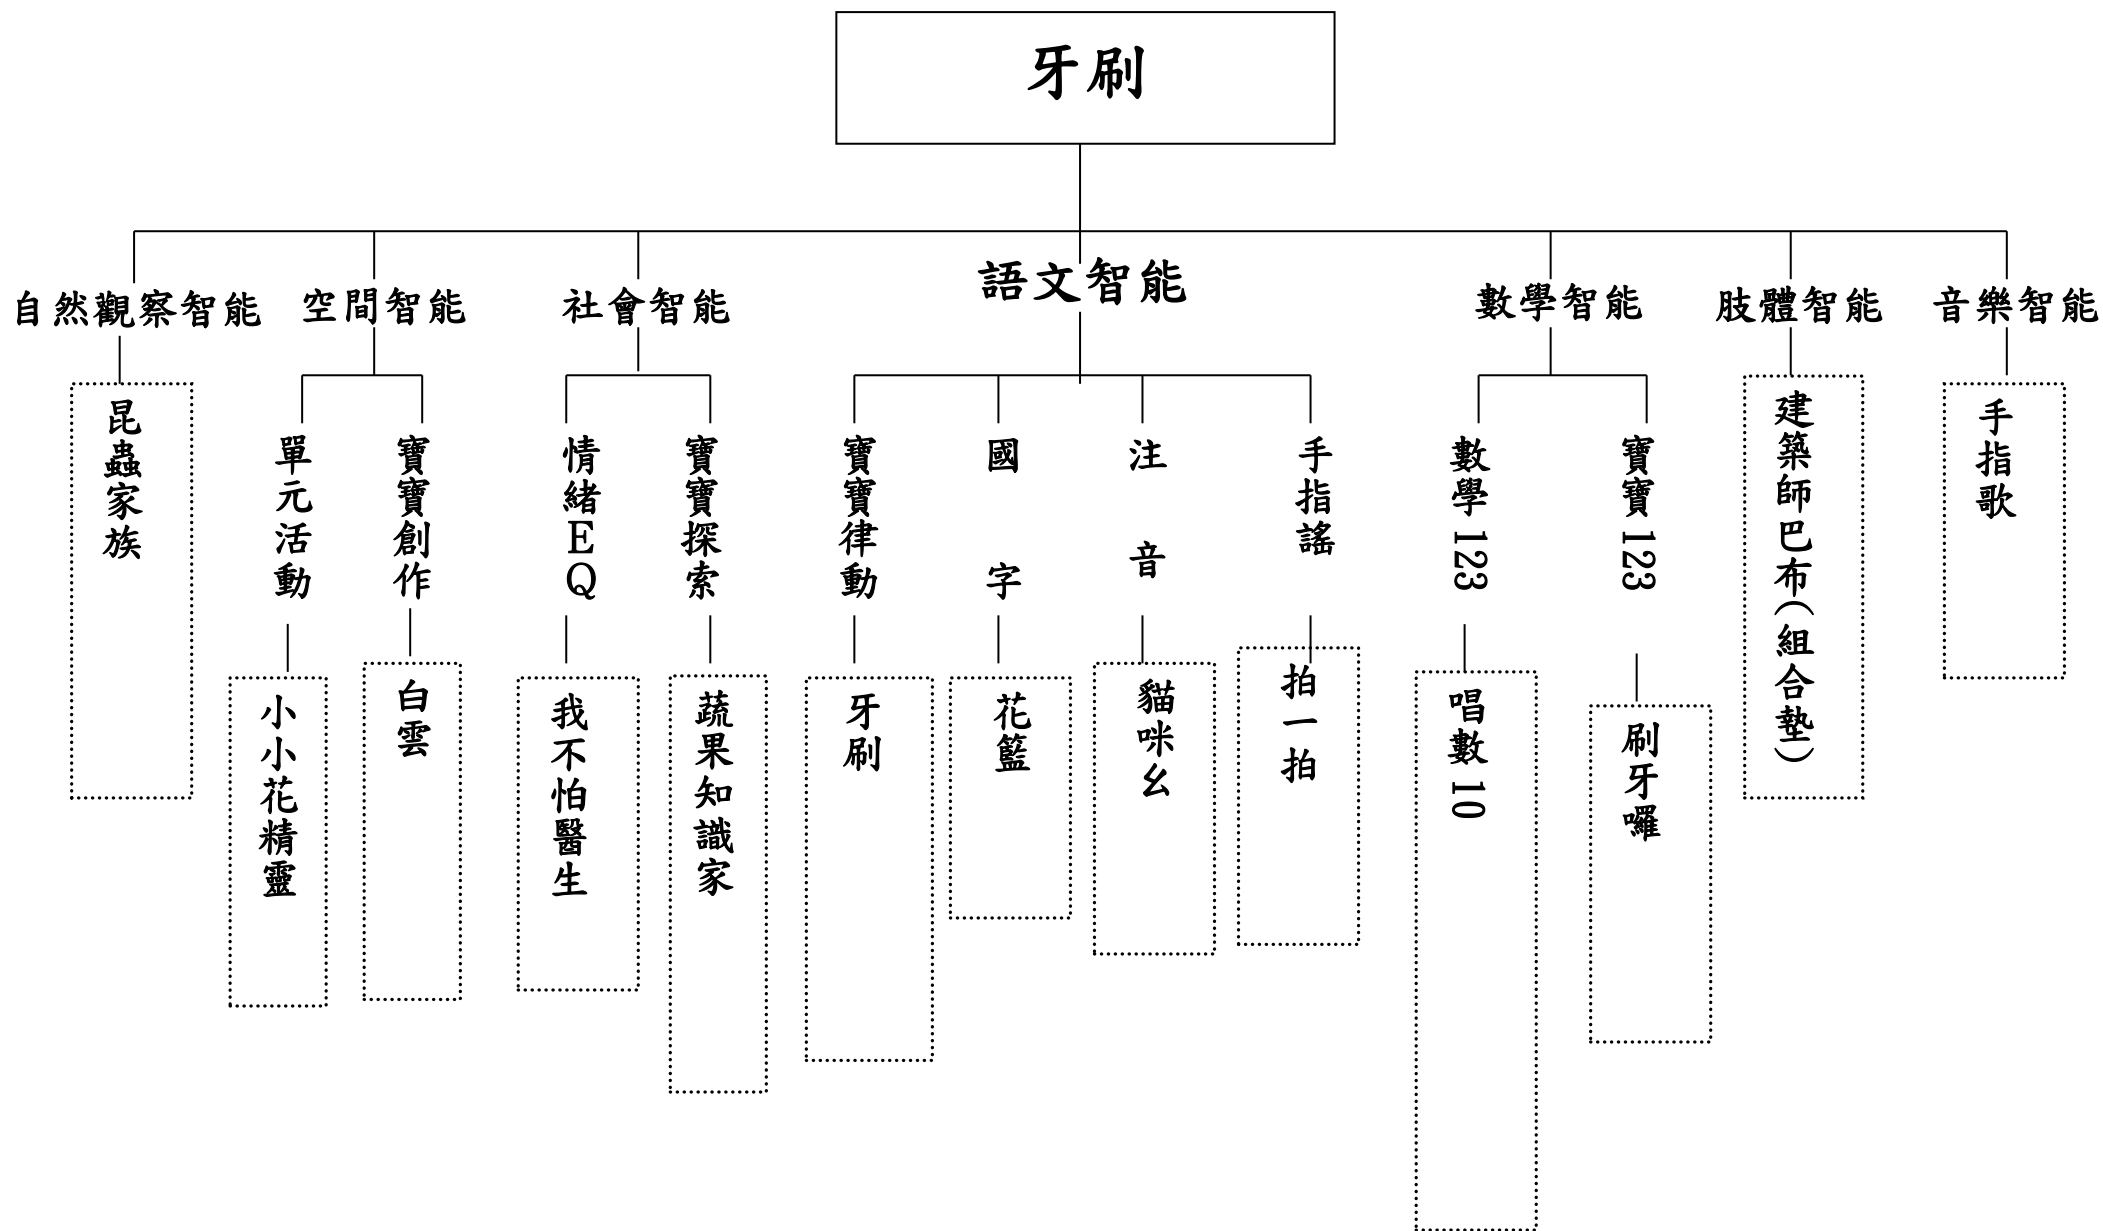 牙刷
自然觀察智能
空間智能
社會智能
語文智能
數學智能
肢體智能
音樂智能
昆蟲家族
單元活動
寶寶創作
情緒EQ
寶寶探索
寶寶律動
國字
注音
手指謠
數學123
寶寶123
建築師巴布(組合墊)
手指歌
小小花精靈
白雲
我不怕醫生
蔬果知識家
牙刷
花籃
貓咪ㄠ
拍一拍
唱數10
刷牙囉